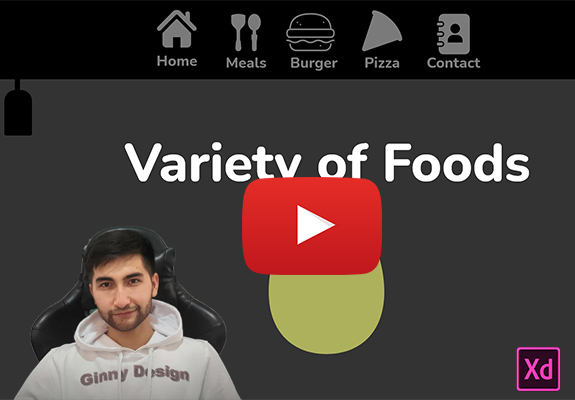 Home
Meals
Burger
Pizza
Contact
Variety of Foods
Ginny Design
Xd